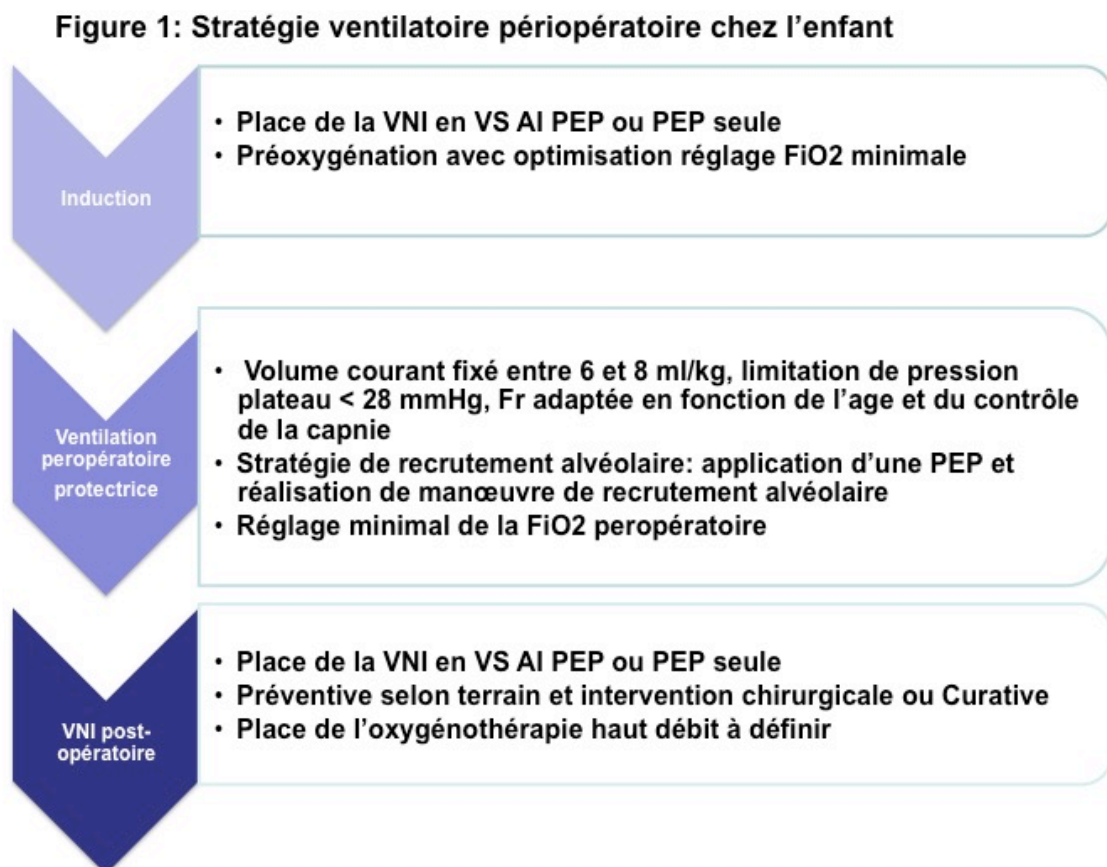 Figure 1: Stratégie ventilatoire périopératoire chez l'enfant
Induction
• Place de la VNI en VS AI PEP ou PEP seule
• Préoxygénation avec optimisation réglage FiO2 minimale
Ventilation
peropératoire
protectrice
• Volume courant fixé entre 6 et 8 ml/kg, limitation de pression
plateau < 28 mmHg, Fr adaptée en fonction de l'age et du contrôle
de la capnie
• Stratégie de recrutement alvéolaire: application d'une PEP et
réalisation de manœuvre de recrutement alvéolaire
• Réglage minimal de la FiO2 peropératoire
VNI post-
opératoire
• Place de la VNI en VS AI PEP ou PEP seule
• Préventive selon terrain et intervention chirurgicale ou Curative
• Place de l'oxygénothérapie haut débit à définir